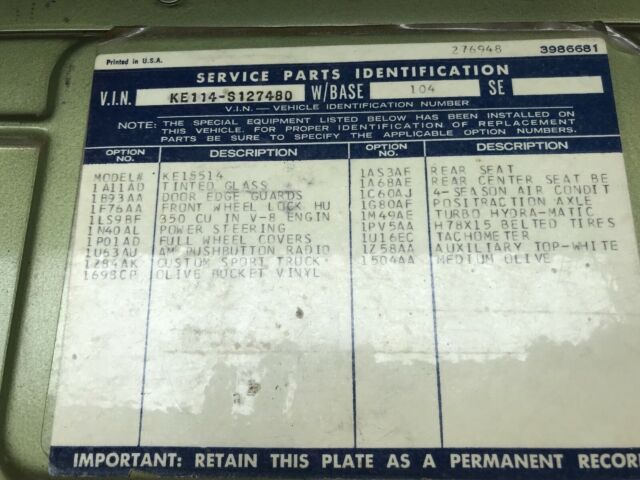 276948 3986681
Printed in U.S.A.
SERVICE PARTS IDENTIFICATION
V.I.N. KE114-S127480 W/BASE 104 SE
V.I.N. — VEHICLE IDENTIFICATION NUMBER
NOTE: THE SPECIAL EQUIPMENT LISTED BELOW HAS BEEN INSTALLED ON
THIS VEHICLE. FOR PROPER IDENTIFICATION OF REPLACEMENT
PARTS BE SURE TO SPECIFY THE APPLICABLE OPTION NUMBERS.
OPTION NO. DESCRIPTION OPTION NO. DESCRIPTION
MODEL# KE15514 1AS3AF REAR SEAT
1A11AD TINTED GLASS 1A68AE REAR CENTER SEAT BE
1B93AA DOOR EDGE GUARDS 1C60AJ 4-SEASON AIR CONDIT
1F76AA FRONT WHEEL LOCK HU 1G80AF POSITRACTION AXLE
1LS9BF 350 CU IN V-8 ENGIN 1M49AE TURBO HYDRA-MATIC
1N40AL POWER STEERING 1PV5AA H78X15 BELTED TIRES
1P01AD FULL WHEEL COVERS 1U16EC TACHOMETER
1U63AU AM PUSHBUTTON RADIO 1Z58AA AUXILIARY TOP-WHITE
1Z84AK CUSTOM SPORT TRUCK 1504AA MEDIUM OLIVE
1698CP OLIVE BUCKET VINYL
IMPORTANT: RETAIN THIS PLATE AS A PERMANENT RECOR